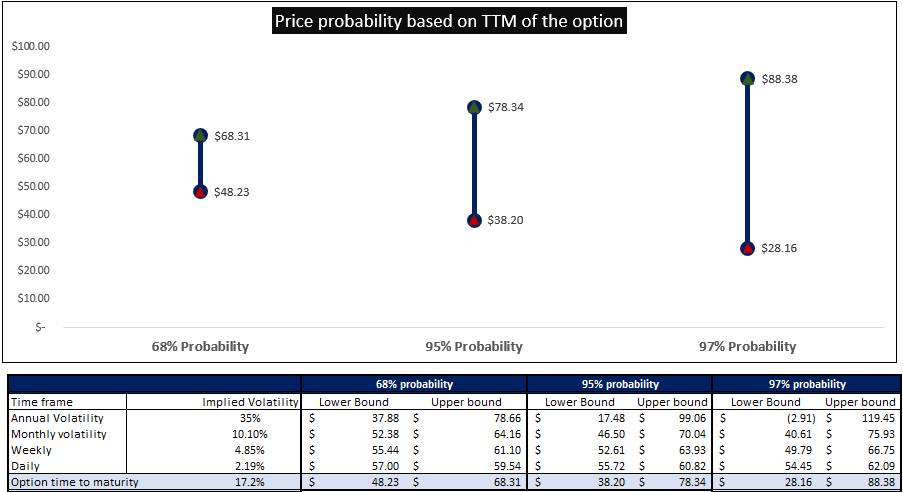 Price probability based on TTM of the option
$100.00
$90.00
$80.00
$70.00
$60.00
$50.00
$40.00
$30.00
$20.00
$10.00
$-
$68.31
$48.23
$78.34
$38.20
$88.38
$28.16
68% Probability 95% Probability 97% Probability
68% probability 95% probability 97% probability
Time frame Implied Volatility Lower Bound Upper bound Lower Bound Upper bound Lower Bound Upper bound
Annual Volatility 35% $ 37.88 $ 78.66 $ 17.48 $ 99.06 $ (2.91) $ 119.45
Monthly volatility 10.10% $ 52.38 $ 64.16 $ 46.50 $ 70.04 $ 40.61 $ 75.93
Weekly 4.85% $ 55.44 $ 61.10 $ 52.61 $ 63.93 $ 49.79 $ 66.75
Daily 2.19% $ 57.00 $ 59.54 $ 55.72 $ 60.82 $ 54.45 $ 62.09
Option time to maturity 17.2% $ 48.23 $ 68.31 $ 38.20 $ 78.34 $ 28.16 $ 88.38